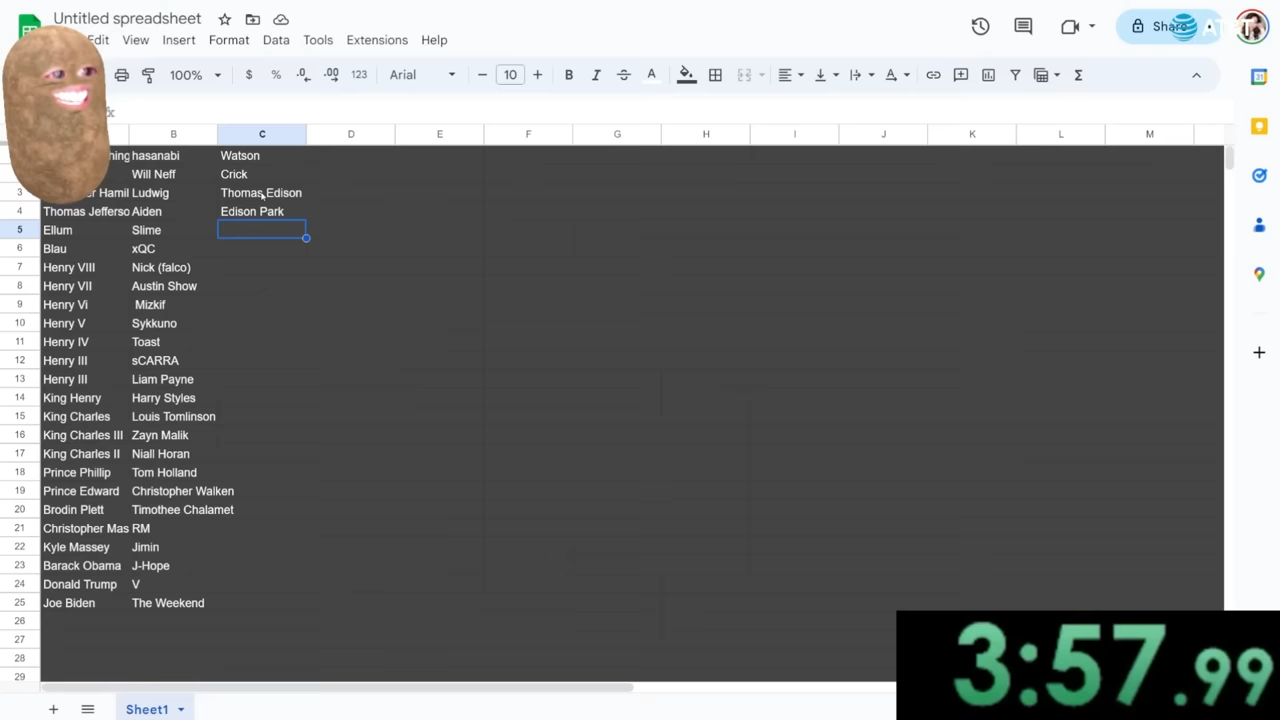 Untitled spreadsheet
Edit View Insert Format Data Tools Extensions Help
Share AT&T
100% $ % .0 .00 123 Arial 10 B I S A
A B C D E F G H I J K L M
hasanabi Watson
Will Neff Crick
3 Ludwig Thomas Edison
4 Thomas Jefferso Aiden Edison Park
5 Ellum Slime
6 Blau xQC
7 Henry VIII Nick (falco)
8 Henry VII Austin Show
9 Henry Vi Mizkif
10 Henry V Sykkuno
11 Henry IV Toast
12 Henry III sCARRA
13 Henry III Liam Payne
14 King Henry Harry Styles
15 King Charles Louis Tomlinson
16 King Charles III Zayn Malik
17 King Charles II Niall Horan
18 Prince Phillip Tom Holland
19 Prince Edward Christopher Walken
20 Brodin Plett Timothee Chalamet
21 Christopher Mas RM
22 Kyle Massey Jimin
23 Barack Obama J-Hope
24 Donald Trump V
25 Joe Biden The Weekend
26
27
28
29
3:57.99
Sheet1